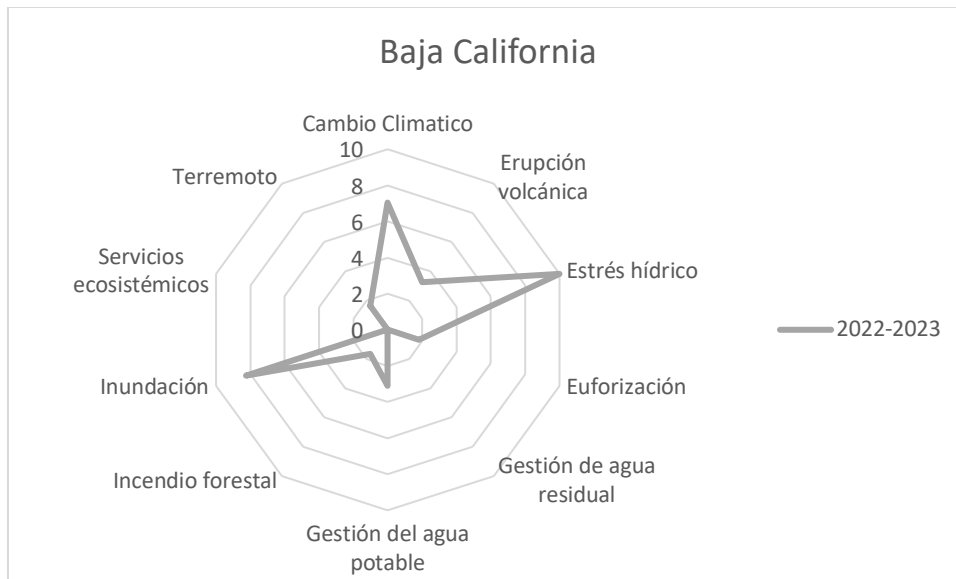 Baja California
Cambio Climatico
10
8
6
4
2
0
Erupción
volcánica
Estrés hídrico
Euforización
Gestión de agua
residual
Gestión del agua
potable
Incendio forestal
Inundación
Servicios
ecosistémicos
Terremoto
2022-2023